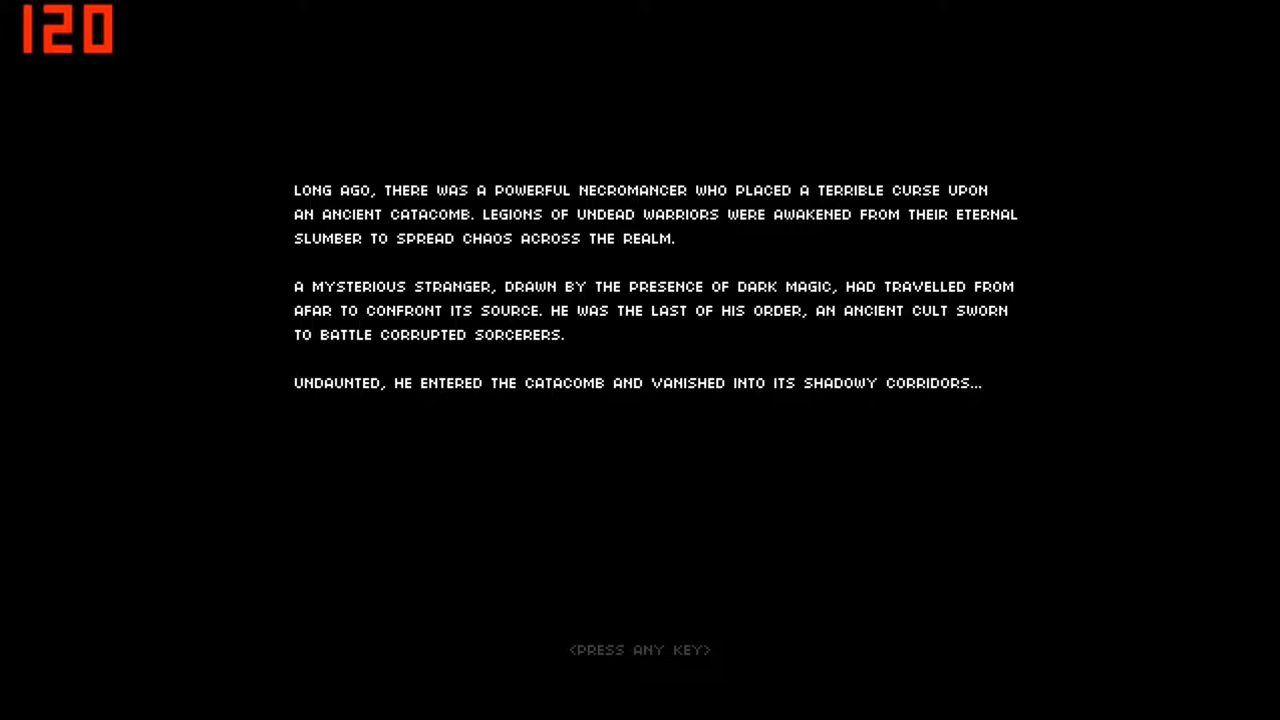 120
LONG AGO, THERE WAS A POWERFUL NECROMANCER WHO PLACED A TERRIBLE CURSE UPON
AN ANCIENT CATACOMB. LEGIONS OF UNDEAD WARRIORS WERE AWAKENED FROM THEIR ETERNAL
SLUMBER TO SPREAD CHAOS ACROSS THE REALM.
A MYSTERIOUS STRANGER, DRAWN BY THE PRESENCE OF DARK MAGIC, HAD TRAVELLED FROM
AFAR TO CONFRONT ITS SOURCE. HE WAS THE LAST OF HIS ORDER, AN ANCIENT CULT SWORN
TO BATTLE CORRUPTED SORCERERS.
UNDAUNTED, HE ENTERED THE CATACOMB AND VANISHED INTO ITS SHADOWY CORRIDORS...
<PRESS ANY KEY>